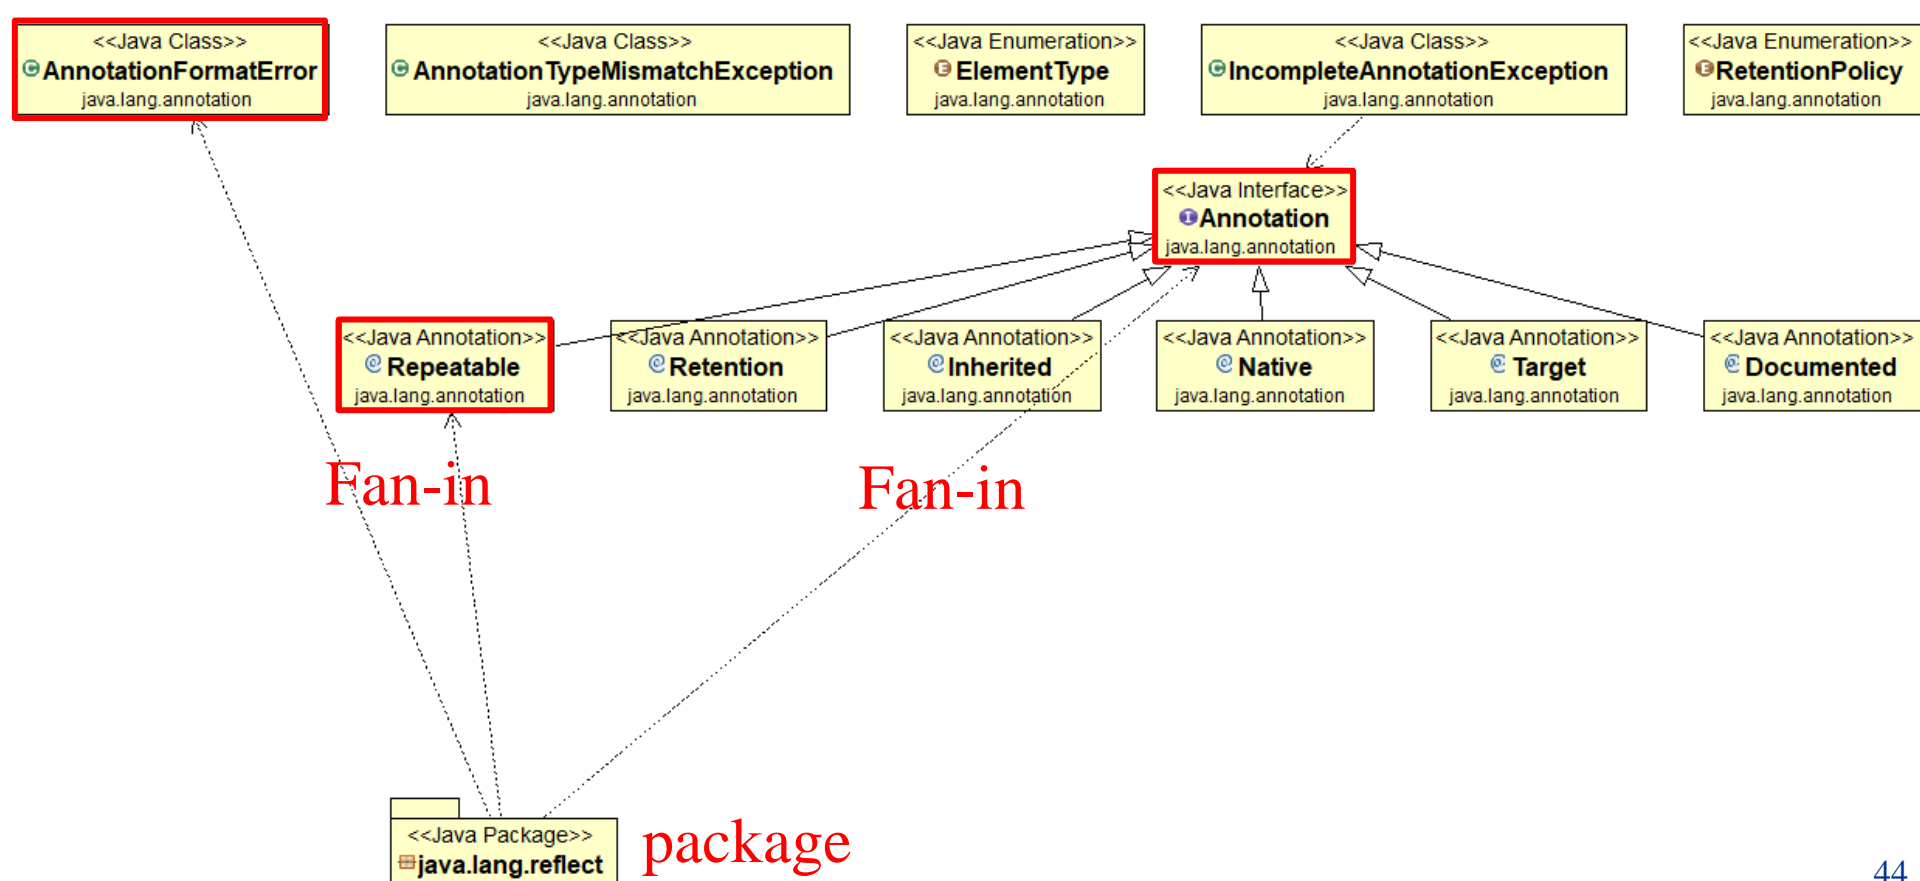 <<Java Class>>
AnnotationFormatError
java.lang.annotation
<<Java Class>>
AnnotationTypeMismatchException
java.lang.annotation
<<Java Enumeration>>
ElementType
java.lang.annotation
<<Java Class>>
IncompleteAnnotationException
java.lang.annotation
<<Java Enumeration>>
RetentionPolicy
java.lang.annotation
<<Java Interface>>
Annotation
java.lang.annotation
<<Java Annotation>>
Repeatable
java.lang.annotation
<<Java Annotation>>
Retention
java.lang.annotation
<<Java Annotation>>
Inherited
java.lang.annotation
<<Java Annotation>>
Native
java.lang.annotation
<<Java Annotation>>
Target
java.lang.annotation
<<Java Annotation>>
Documented
java.lang.annotation
Fan-in
Fan-in
<<Java Package>>
java.lang.reflect
package
44